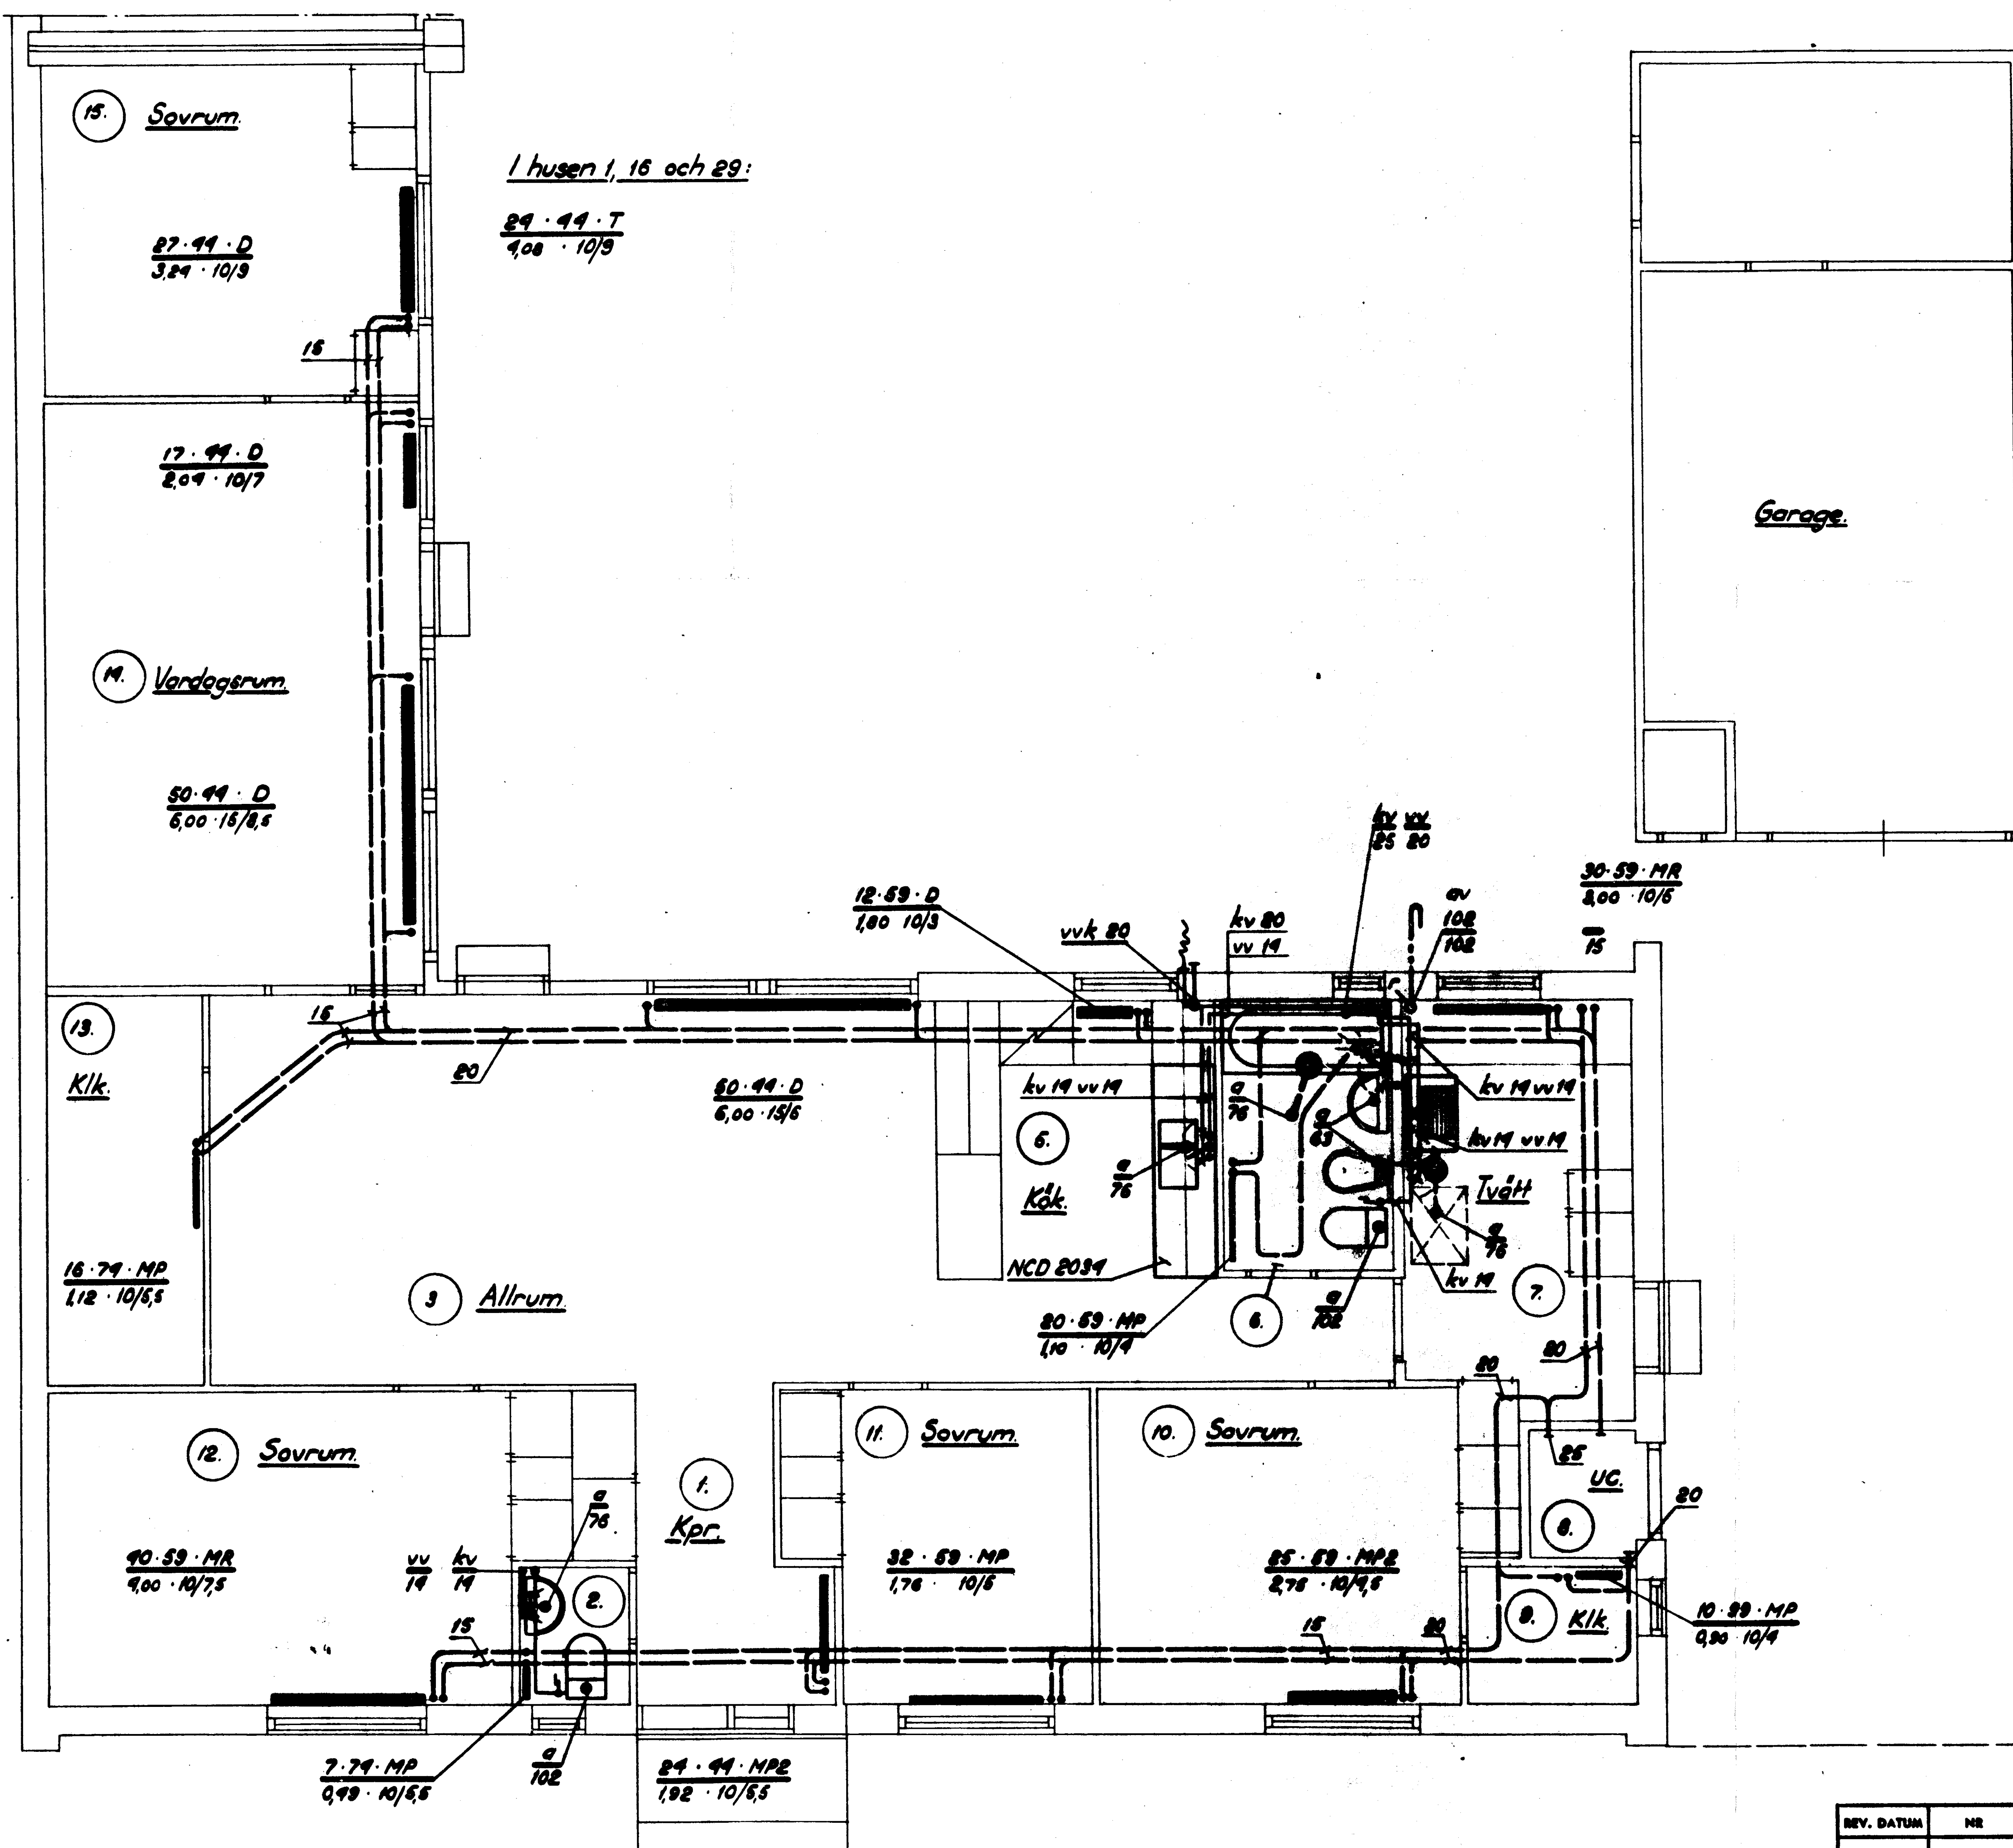 15. Sovrum.
I husen 1, 16 och 29:
24 · 44 · T
4,08 · 10/9
27 · 44 · D
3,24 · 10/9
15
17 · 44 · D
2,04 · 10/7
Garage.
14. Vardagsrum.
50 · 44 · D
6,00 · 15/8,5
kv vv
25 20
30 · 59 · MR
3,00 · 10/5
12 · 59 · D
1,80 10/3
av
102
102
kv 20
vv 14
vvk 20
15
13.
Klk.
15
20
60 · 44 · D
6,00 · 15/6
kv 14 vv 14
a
76
a
63
kv 14 vv 14
kv 14 vv 14
5.
Kök.
a
76
Tvätt
a
76
NCD 2034
kv 14
16 · 74 · MP
1,12 · 10/5,5
3 Allrum.
7.
20 · 59 · MP
1,10 · 10/4
6.
a
102
20
20
12. Sovrum.
11. Sovrum.
10. Sovrum.
25
UC.
8.
20
1.
Kpr.
a
76
40 · 59 · MR
4,00 · 10/7,5
vv kv
14 14
2.
32 · 59 · MP
1,76 · 10/5
25 · 59 · MP2
2,75 · 10/4,5
9. Klk.
10 · 99 · MP
0,90 · 10/4
15
15
20
7 · 74 · MP
0,49 · 10/5,5
a
102
24 · 44 · MP2
1,92 · 10/5,5
REV. DATUM NR